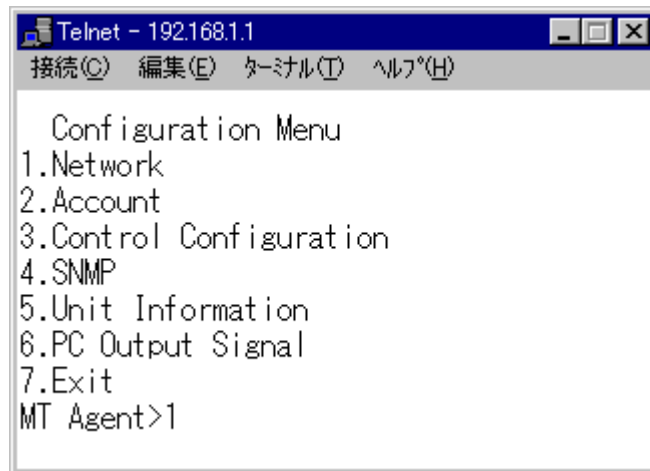 Telnet - 192.168.1.1
接続(C) 編集(E) ﾀｰﾐﾅﾙ(T) ﾍﾙﾌﾟ(H)
Configuration Menu
1.Network
2.Account
3.Control Configuration
4.SNMP
5.Unit Information
6.PC Output Signal
7.Exit
MT Agent>1